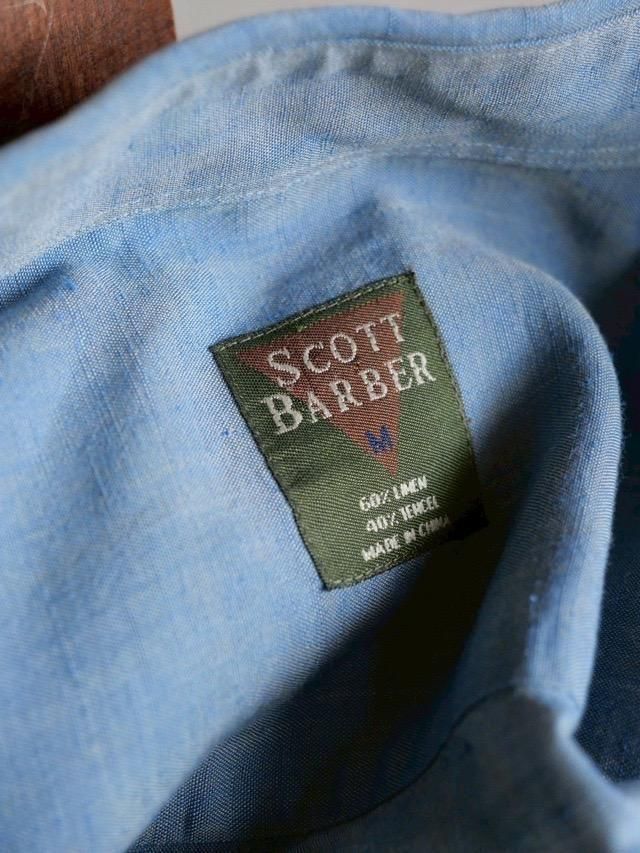 SCOTT
BARBER
M
60% LINEN
40% TENCEL
MADE IN CHINA